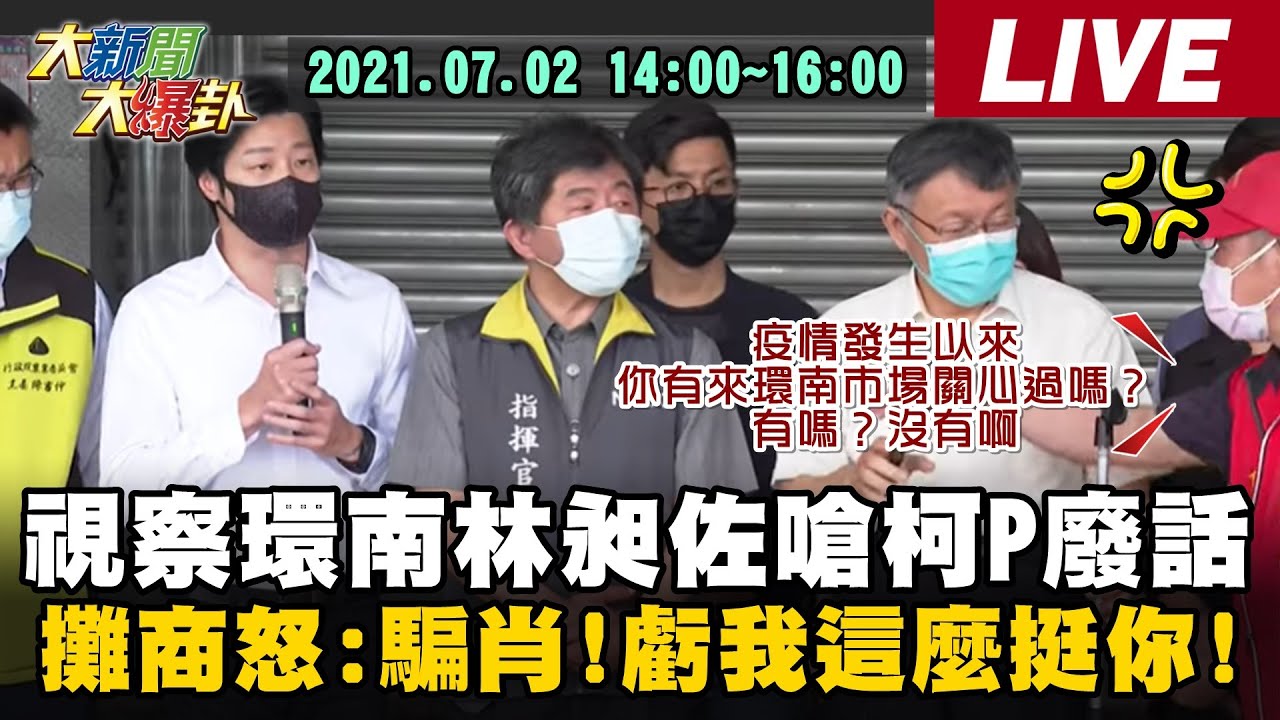 大新聞
大爆卦
2021.07.02 14:00~16:00
LIVE
疫情發生以來
你有來環南市場關心過嗎？
有嗎？沒有啊
指揮官
視察環南林昶佐嗆柯P廢話
攤商怒:騙肖!虧我這麼挺你!